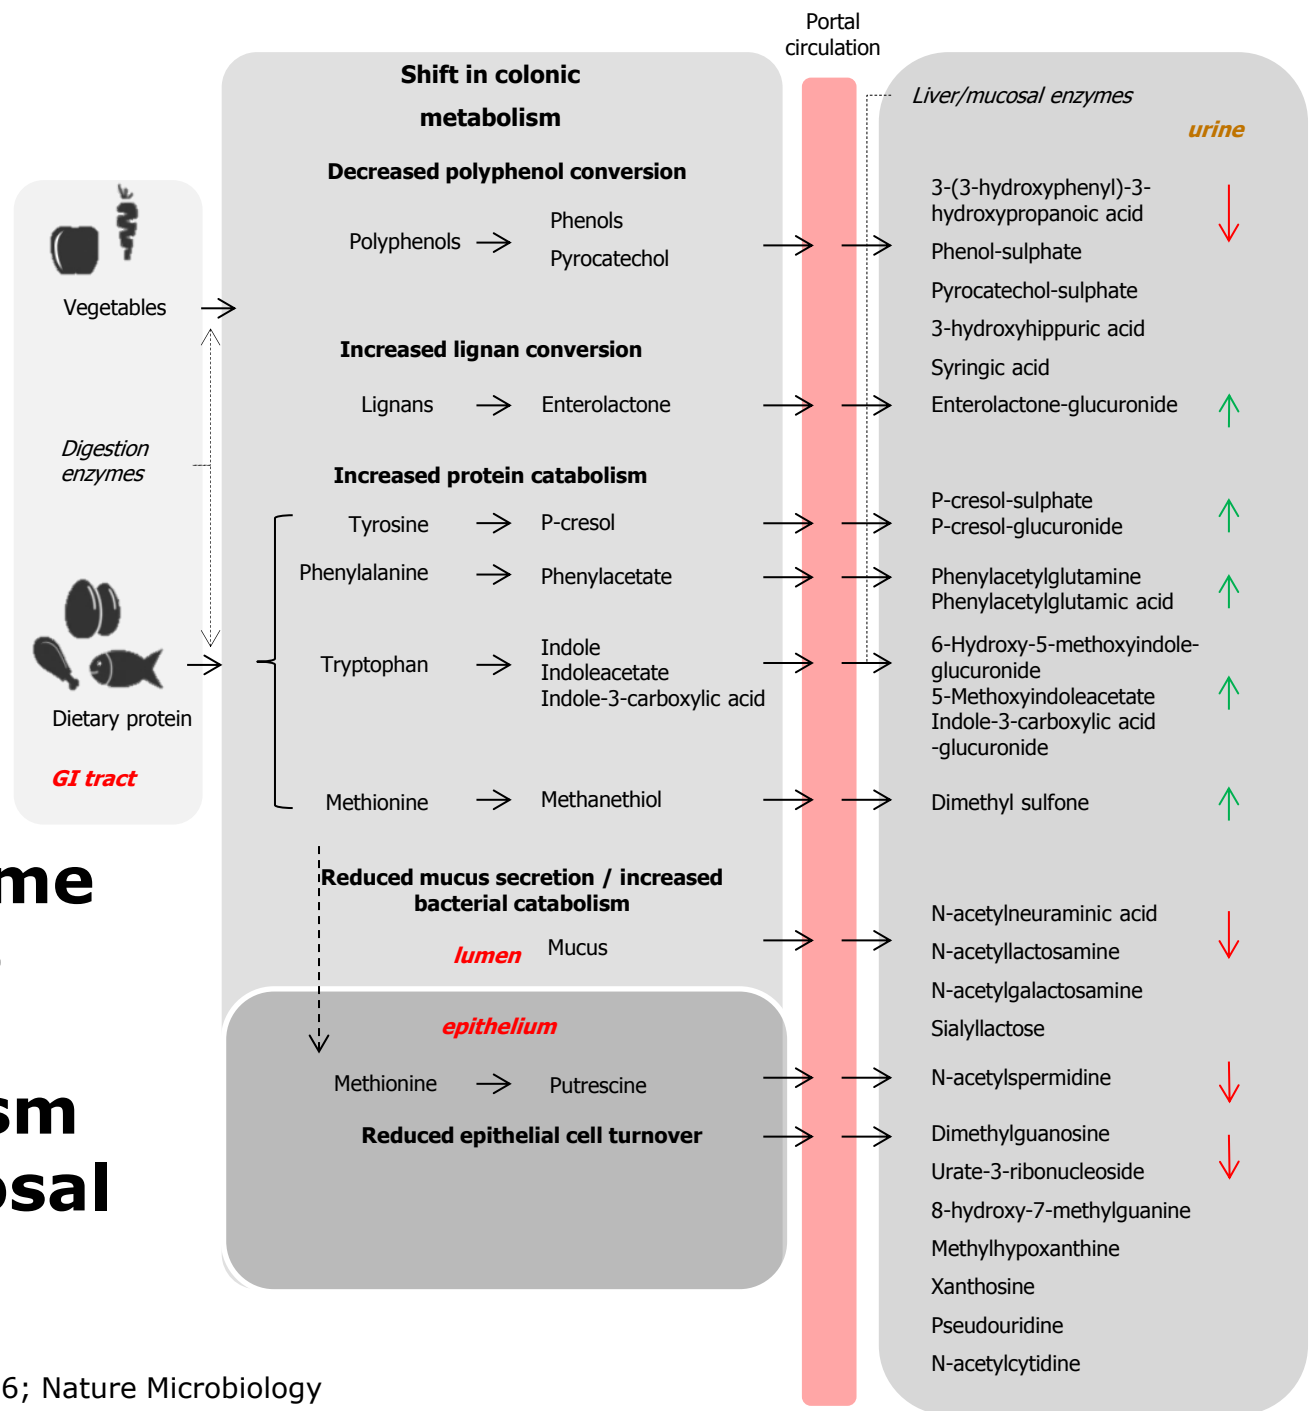 Portal
circulation
Shift in colonic
metabolism
Liver/mucosal enzymes
urine
Decreased polyphenol conversion
Polyphenols
Phenols
Pyrocatechol
3-(3-hydroxyphenyl)-3-
hydroxypropanoic acid
Phenol-sulphate
Pyrocatechol-sulphate
3-hydroxyhippuric acid
Syringic acid
Vegetables
Increased lignan conversion
Lignans
Enterolactone
Enterolactone-glucuronide
Digestion
enzymes
Increased protein catabolism
Tyrosine
P-cresol
P-cresol-sulphate
P-cresol-glucuronide
Phenylalanine
Phenylacetate
Phenylacetylglutamine
Phenylacetylglutamic acid
Tryptophan
Indole
Indoleacetate
Indole-3-carboxylic acid
6-Hydroxy-5-methoxyindole-
glucuronide
5-Methoxyindoleacetate
Indole-3-carboxylic acid
-glucuronide
Dietary protein
GI tract
Methionine
Methanethiol
Dimethyl sulfone
me
Reduced mucus secretion / increased
bacterial catabolism
lumen
Mucus
N-acetylneuraminic acid
N-acetyllactosamine
N-acetylgalactosamine
Sialyllactose
epithelium
Methionine
Putrescine
N-acetylspermidine
sm
Reduced epithelial cell turnover
osal
Dimethylguanosine
Urate-3-ribonucleoside
8-hydroxy-7-methylguanine
Methylhypoxanthine
Xanthosine
Pseudouridine
N-acetylcytidine
6; Nature Microbiology